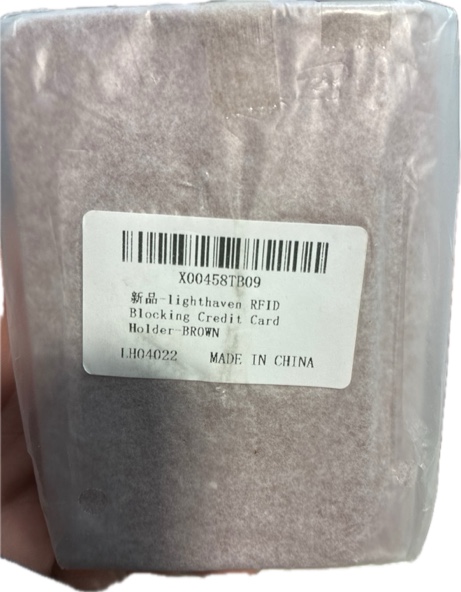 X00458TB09
新品-lighthaven RFID
Blocking Credit Card
Holder-BROWN
LH04022 MADE IN CHINA